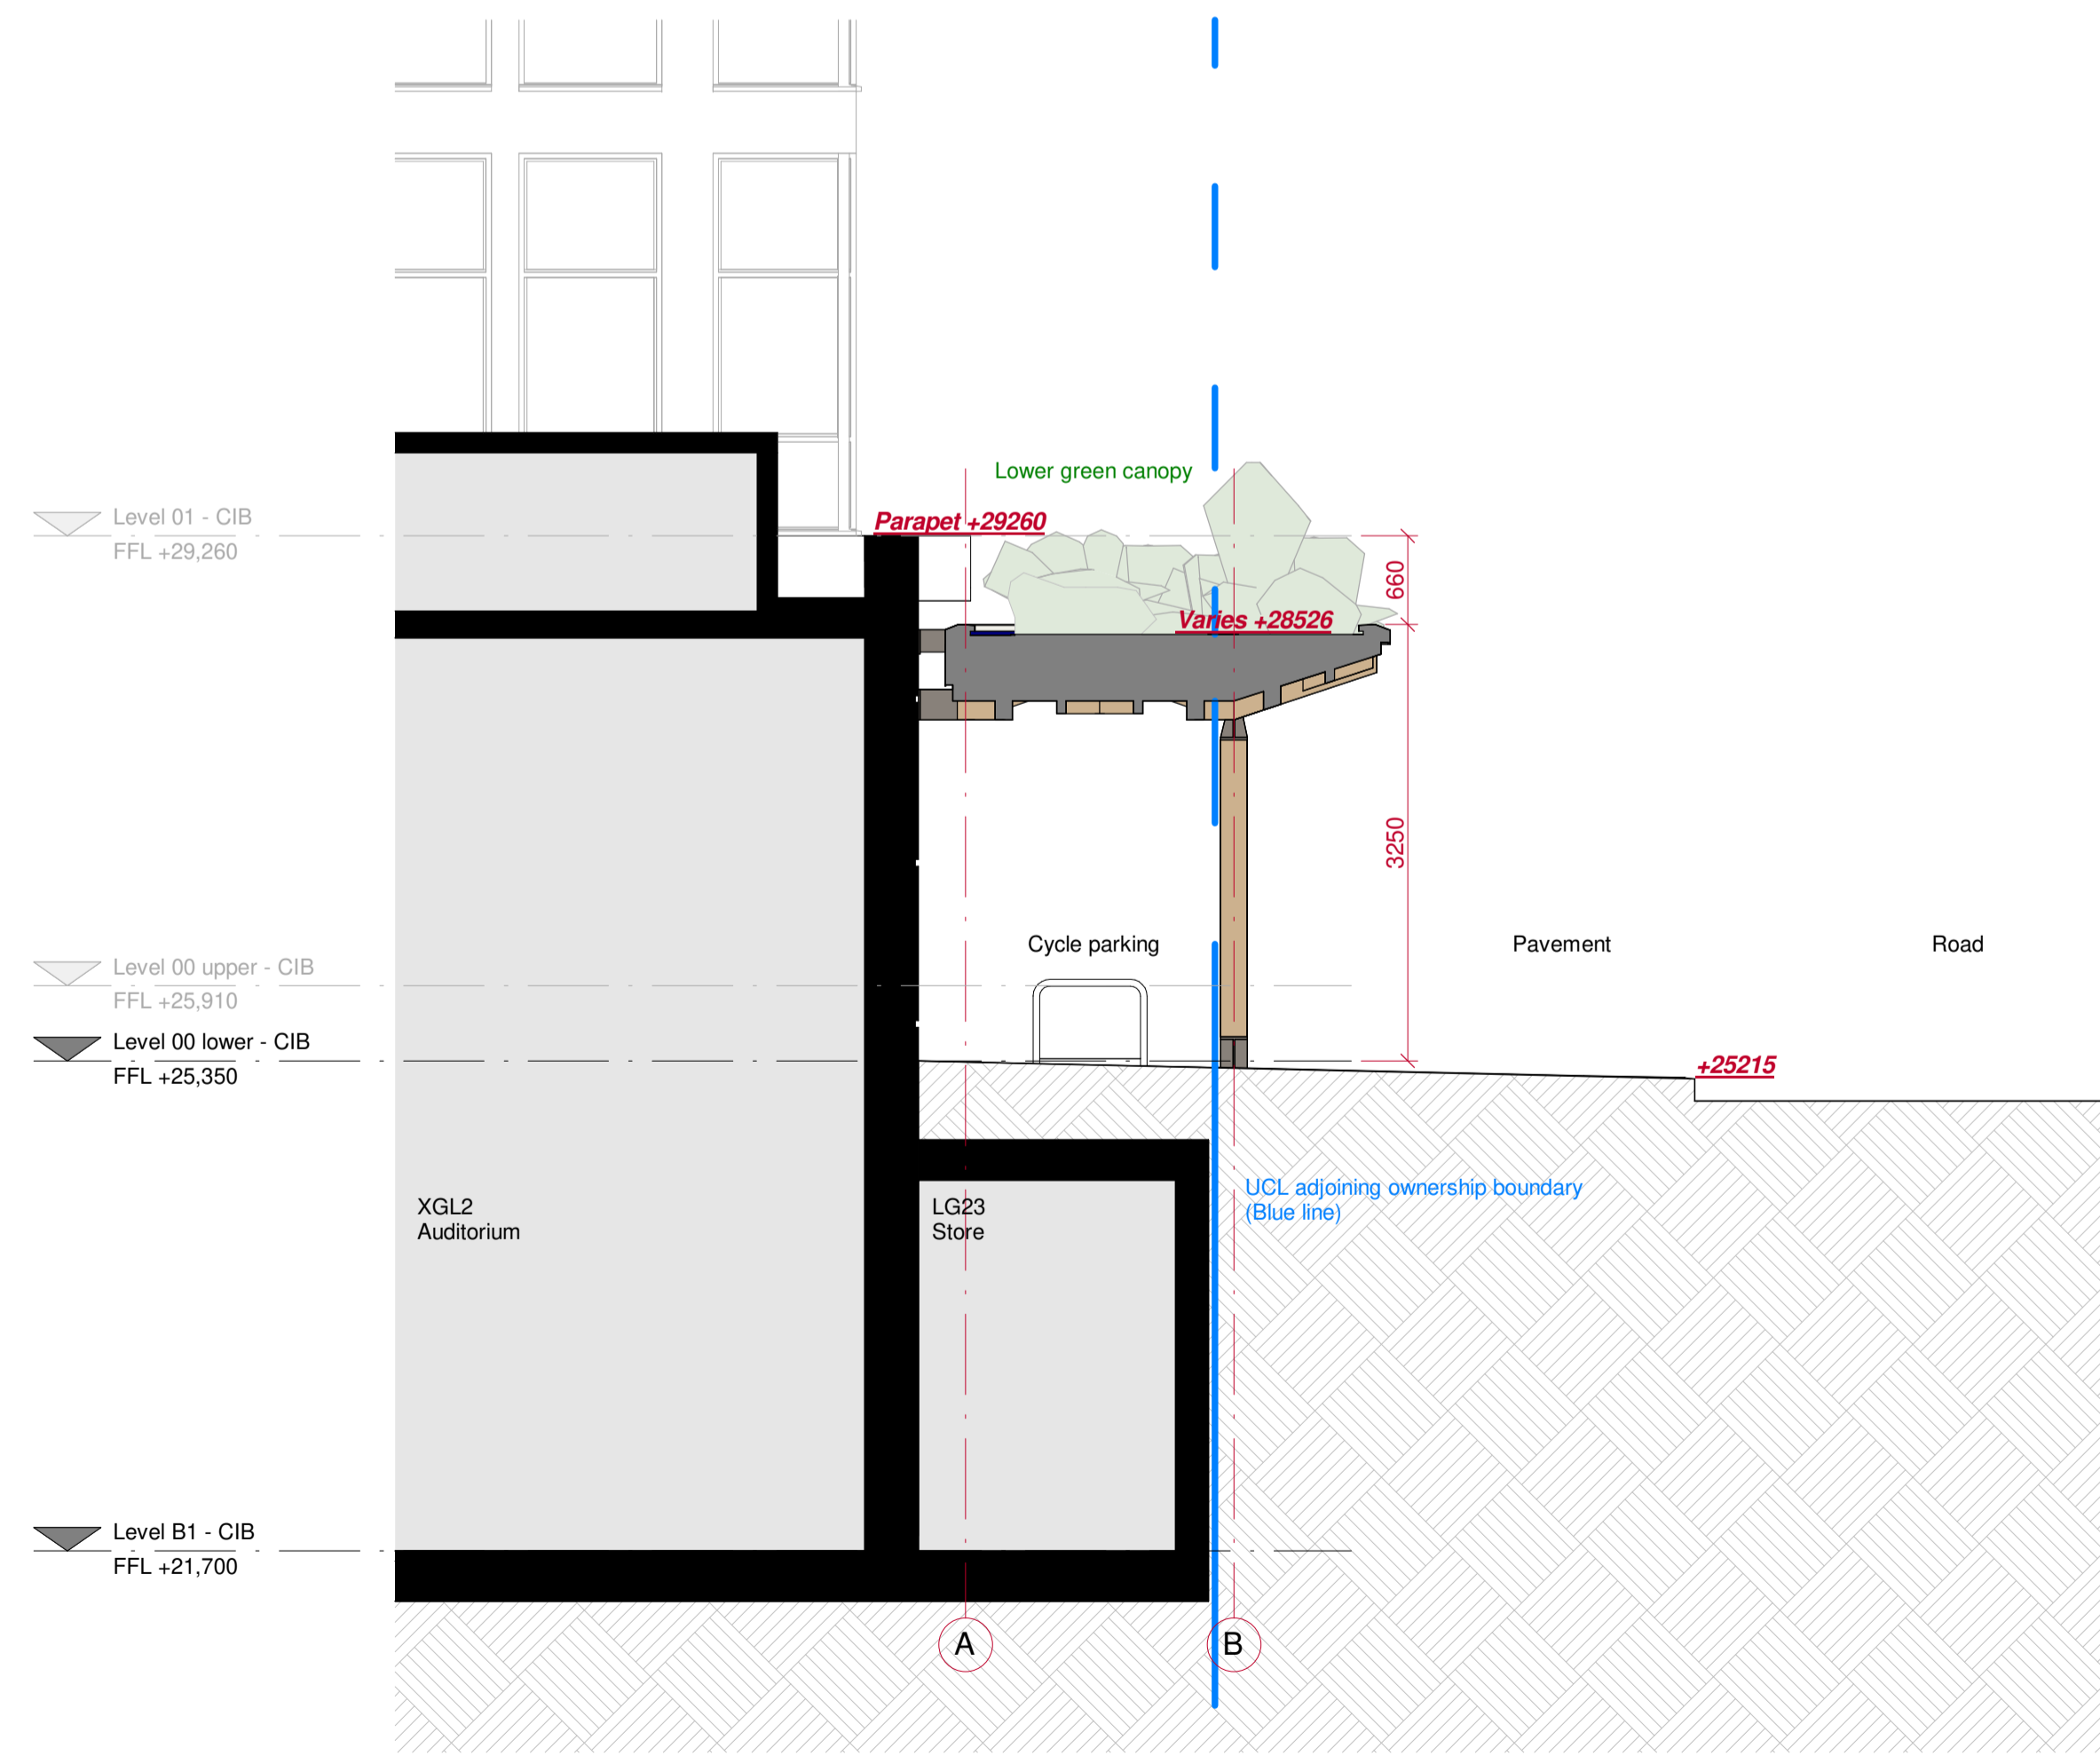 Lower green canopy
Level 01 - CIB
FFL +29,260
Parapet +29260
660
Varies +28526
3250
Cycle parking
Pavement
Road
Level 00 upper - CIB
FFL +25,910
Level 00 lower - CIB
FFL +25,350
+25215
UCL adjoining ownership boundary
(Blue line)
XGL2
Auditorium
LG23
Store
Level B1 - CIB
FFL +21,700
A
B